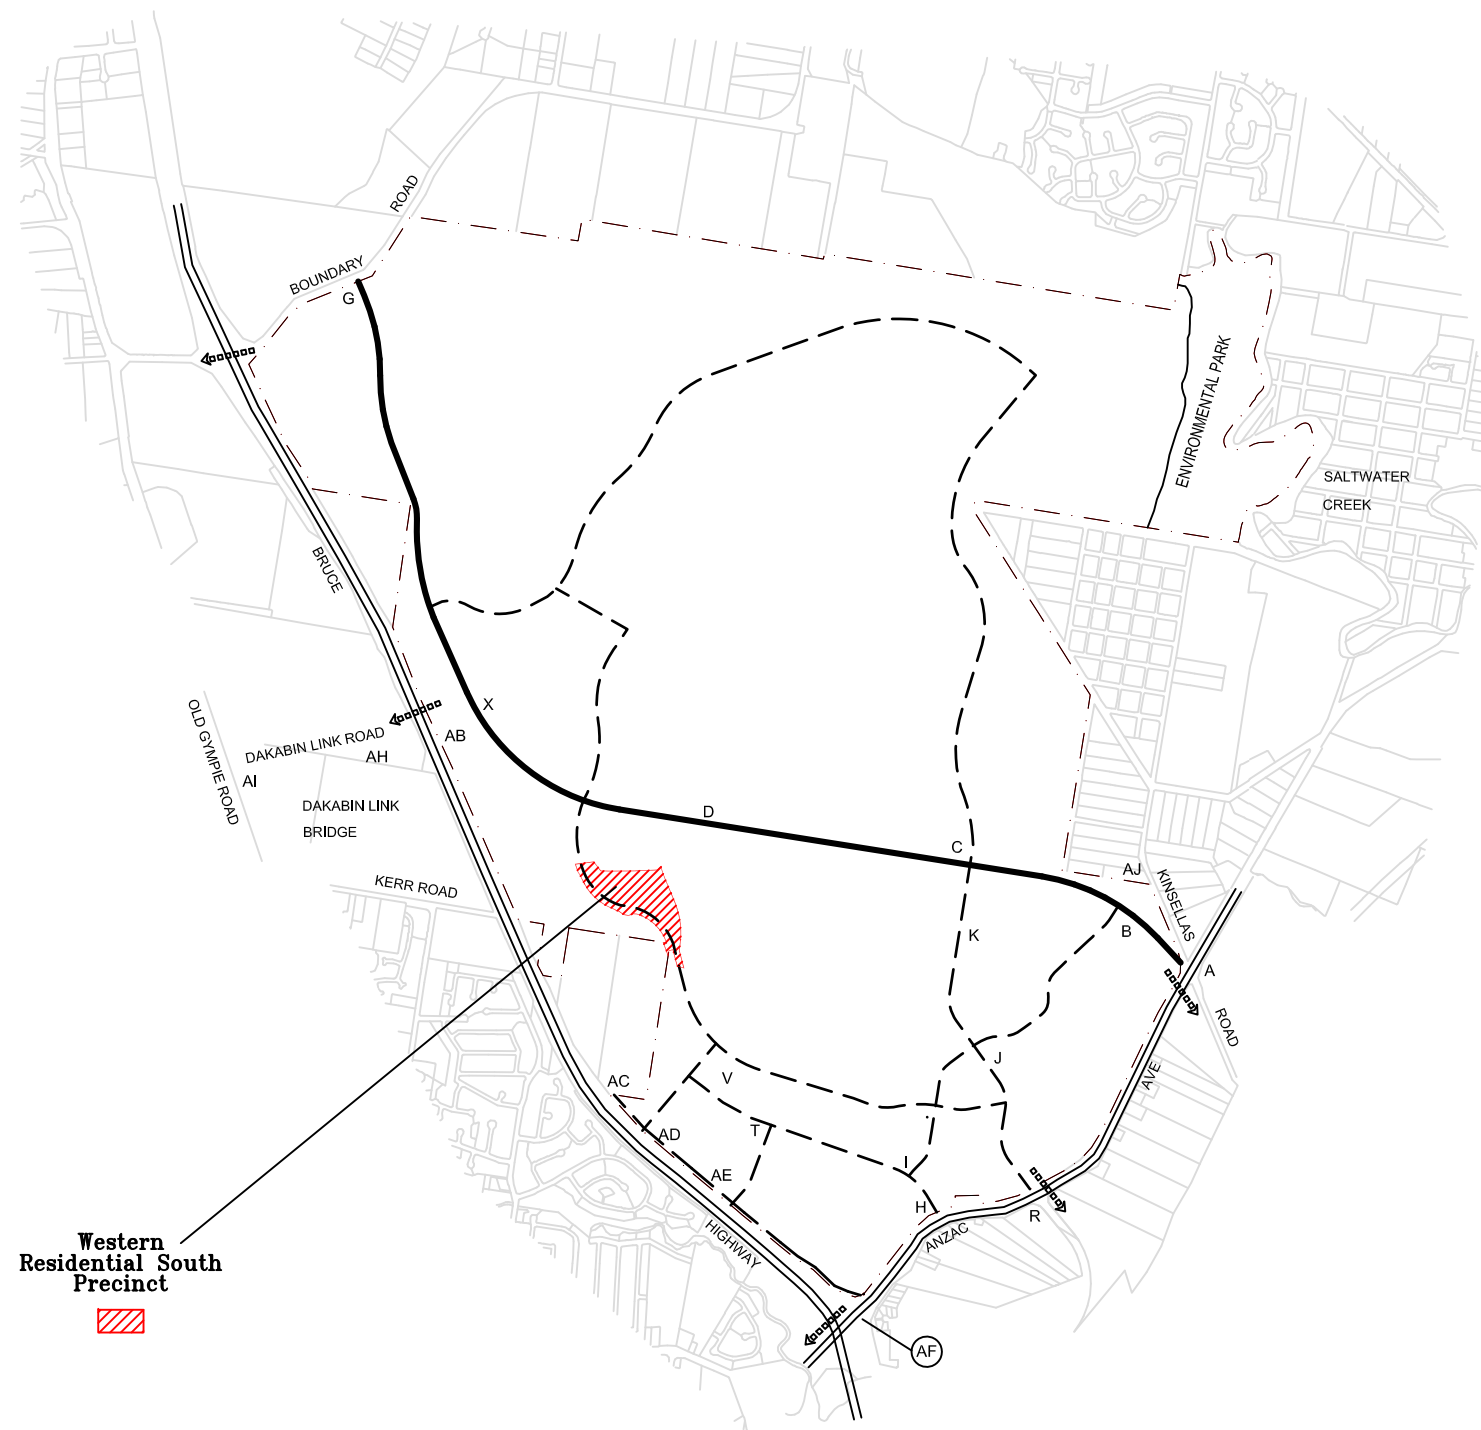 ROAD
BOUNDARY
G
ENVIRONMENTAL PARK
SALTWATER
CREEK
BRUCE
OLD GYMPIE ROAD
DAKABIN LINK ROAD
X
AB
AH
AI
DAKABIN LINK
BRIDGE
D
C
AJ
KERR ROAD
KINSELLAS
B
K
A
ROAD
J
AVE
V
AC
T
AD
I
AE
H
R
ANZAC
HIGHWAY
Western
Residential South
Precinct
AF